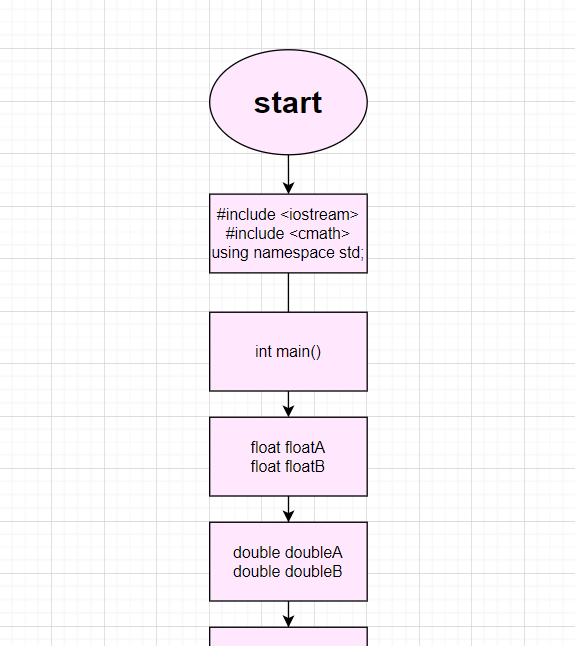 start
#include <iostream>
#include <cmath>
using namespace std;
int main()
float floatA
float floatB
double doubleA
double doubleB